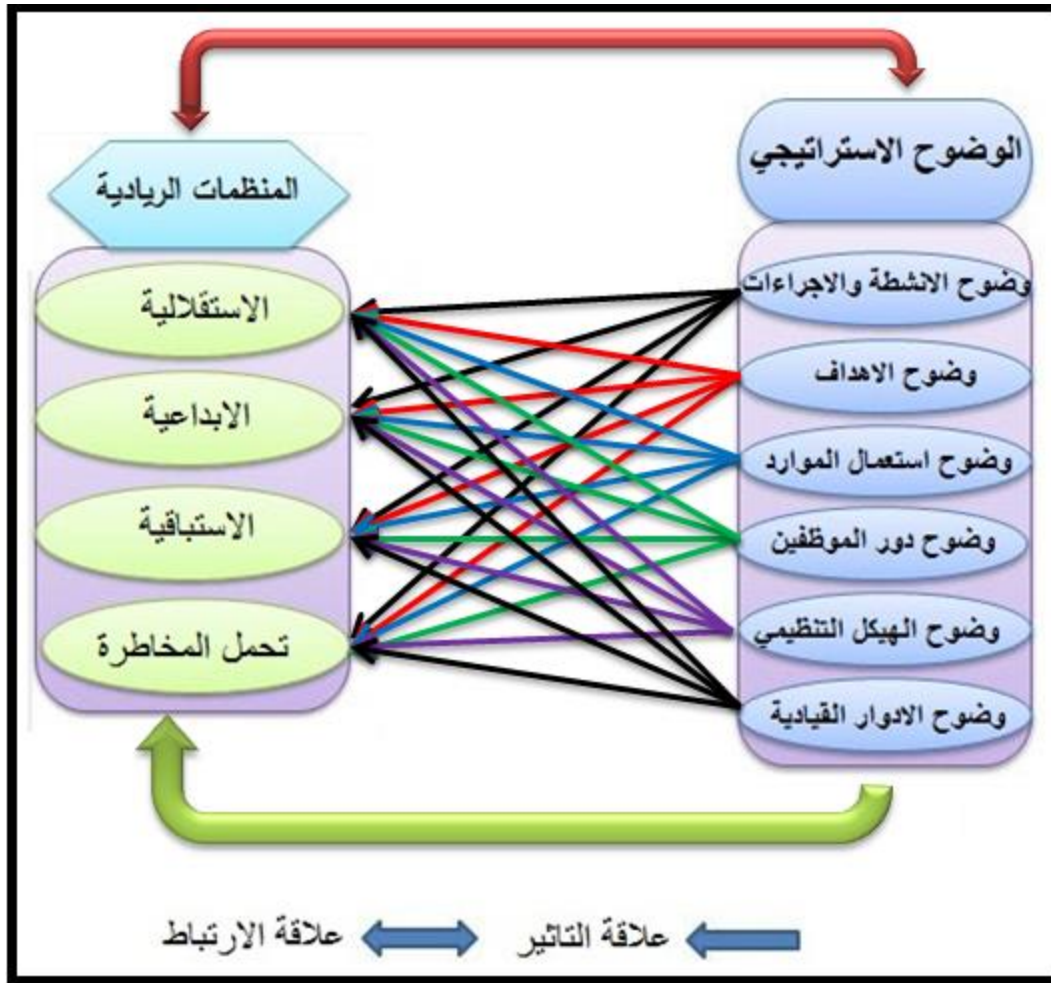 الوضوح الاستراتيجي
وضوح الانشطة والاجراءات
وضوح الاهداف
وضوح استعمال الموارد
وضوح دور الموظفين
وضوح الهيكل التنظيمي
وضوح الادوار القيادية
المنظمات الريادية
الاستقلالية
الابداعية
الاستباقية
تحمل المخاطرة
علاقة التاثير
علاقة الارتباط